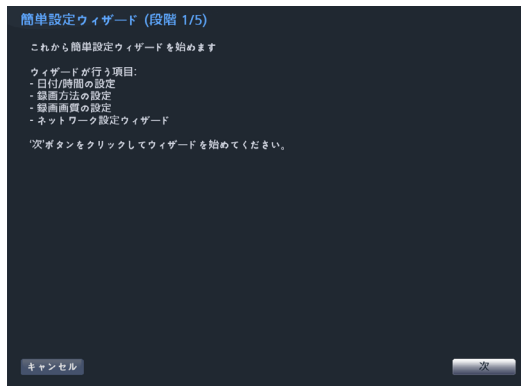 簡単設定ウィザード (段階 1/5)
これから簡単設定ウィザードを始めます
ウィザードが行う項目:
- 日付/時間の設定
- 録画方法の設定
- 録画画質の設定
- ネットワーク設定ウィザード
'次'ボタンをクリックしてウィザードを始めてください。
キャンセル
次